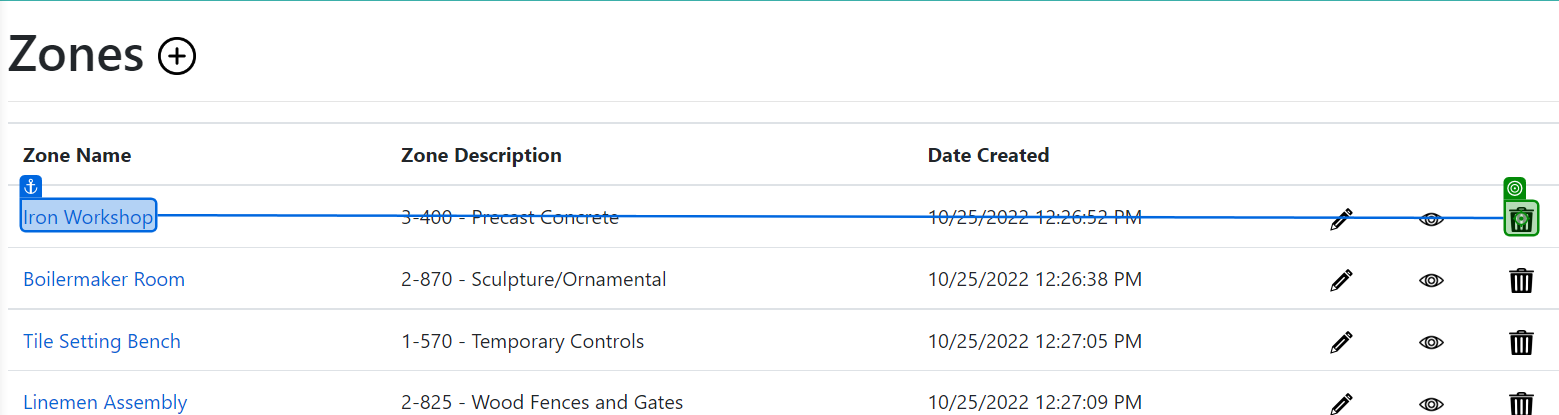 Zones
Zone Name Zone Description Date Created
Iron Workshop 3-400 - Precast Concrete 10/25/2022 12:26:52 PM
Boilermaker Room 2-870 - Sculpture/Ornamental 10/25/2022 12:26:38 PM
Tile Setting Bench 1-570 - Temporary Controls 10/25/2022 12:27:05 PM
Linemen Assembly 2-825 - Wood Fences and Gates 10/25/2022 12:27:09 PM